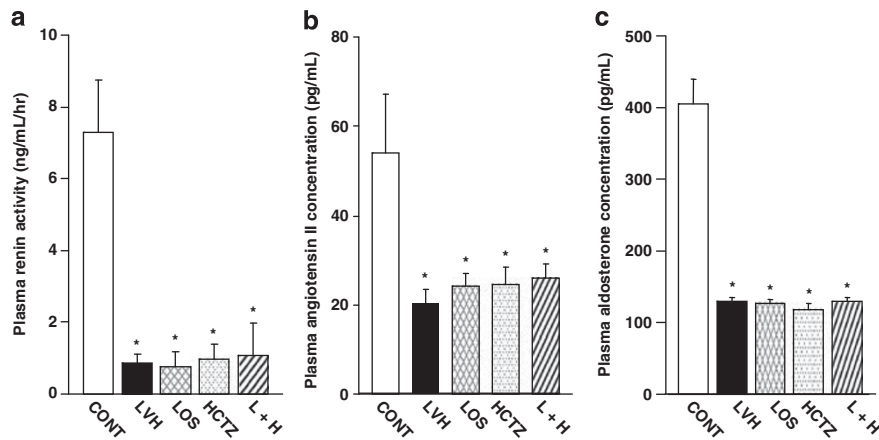 a
Plasma renin activity (ng/mL/hr)
10
8
6
4
2
0
*
*
*
*
CONT
LVH
LOS
HCTZ
L + H
b
Plasma angiotensin II concentration (pg/mL)
80
60
40
20
0
*
*
*
*
CONT
LVH
LOS
HCTZ
L + H
c
Plasma aldosterone concentration (pg/mL)
500
400
300
200
100
0
*
*
*
*
CONT
LVH
LOS
HCTZ
L + H